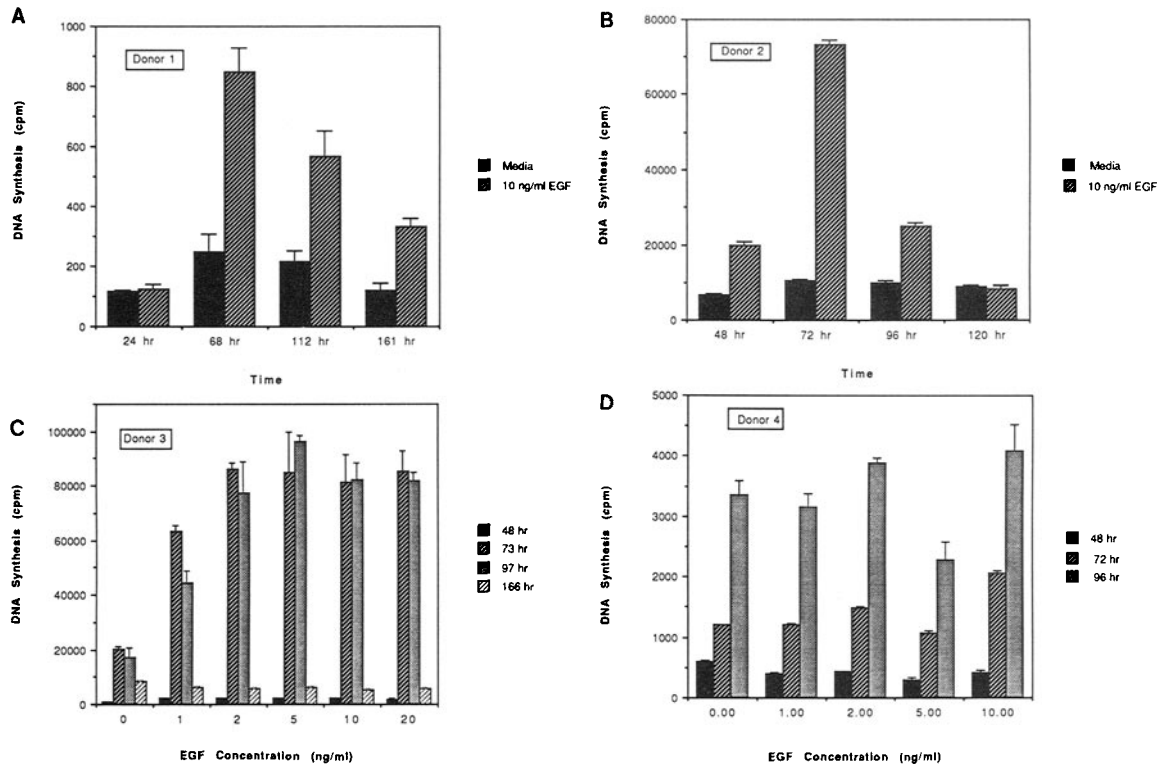 A
Donor 1
DNA Synthesis (cpm)
1000
800
600
400
200
0
24 hr
68 hr
112 hr
161 hr
Time
Media
10 ng/ml EGF
B
Donor 2
DNA Synthesis (cpm)
80000
60000
40000
20000
0
48 hr
72 hr
96 hr
120 hr
Time
Media
10 ng/ml EGF
C
Donor 3
DNA Synthesis (cpm)
100000
80000
60000
40000
20000
0
0
1
2
5
10
20
EGF Concentration (ng/ml)
48 hr
73 hr
97 hr
166 hr
D
Donor 4
DNA Synthesis (cpm)
5000
4000
3000
2000
1000
0
0.00
1.00
2.00
5.00
10.00
EGF Concentration (ng/ml)
48 hr
72 hr
96 hr